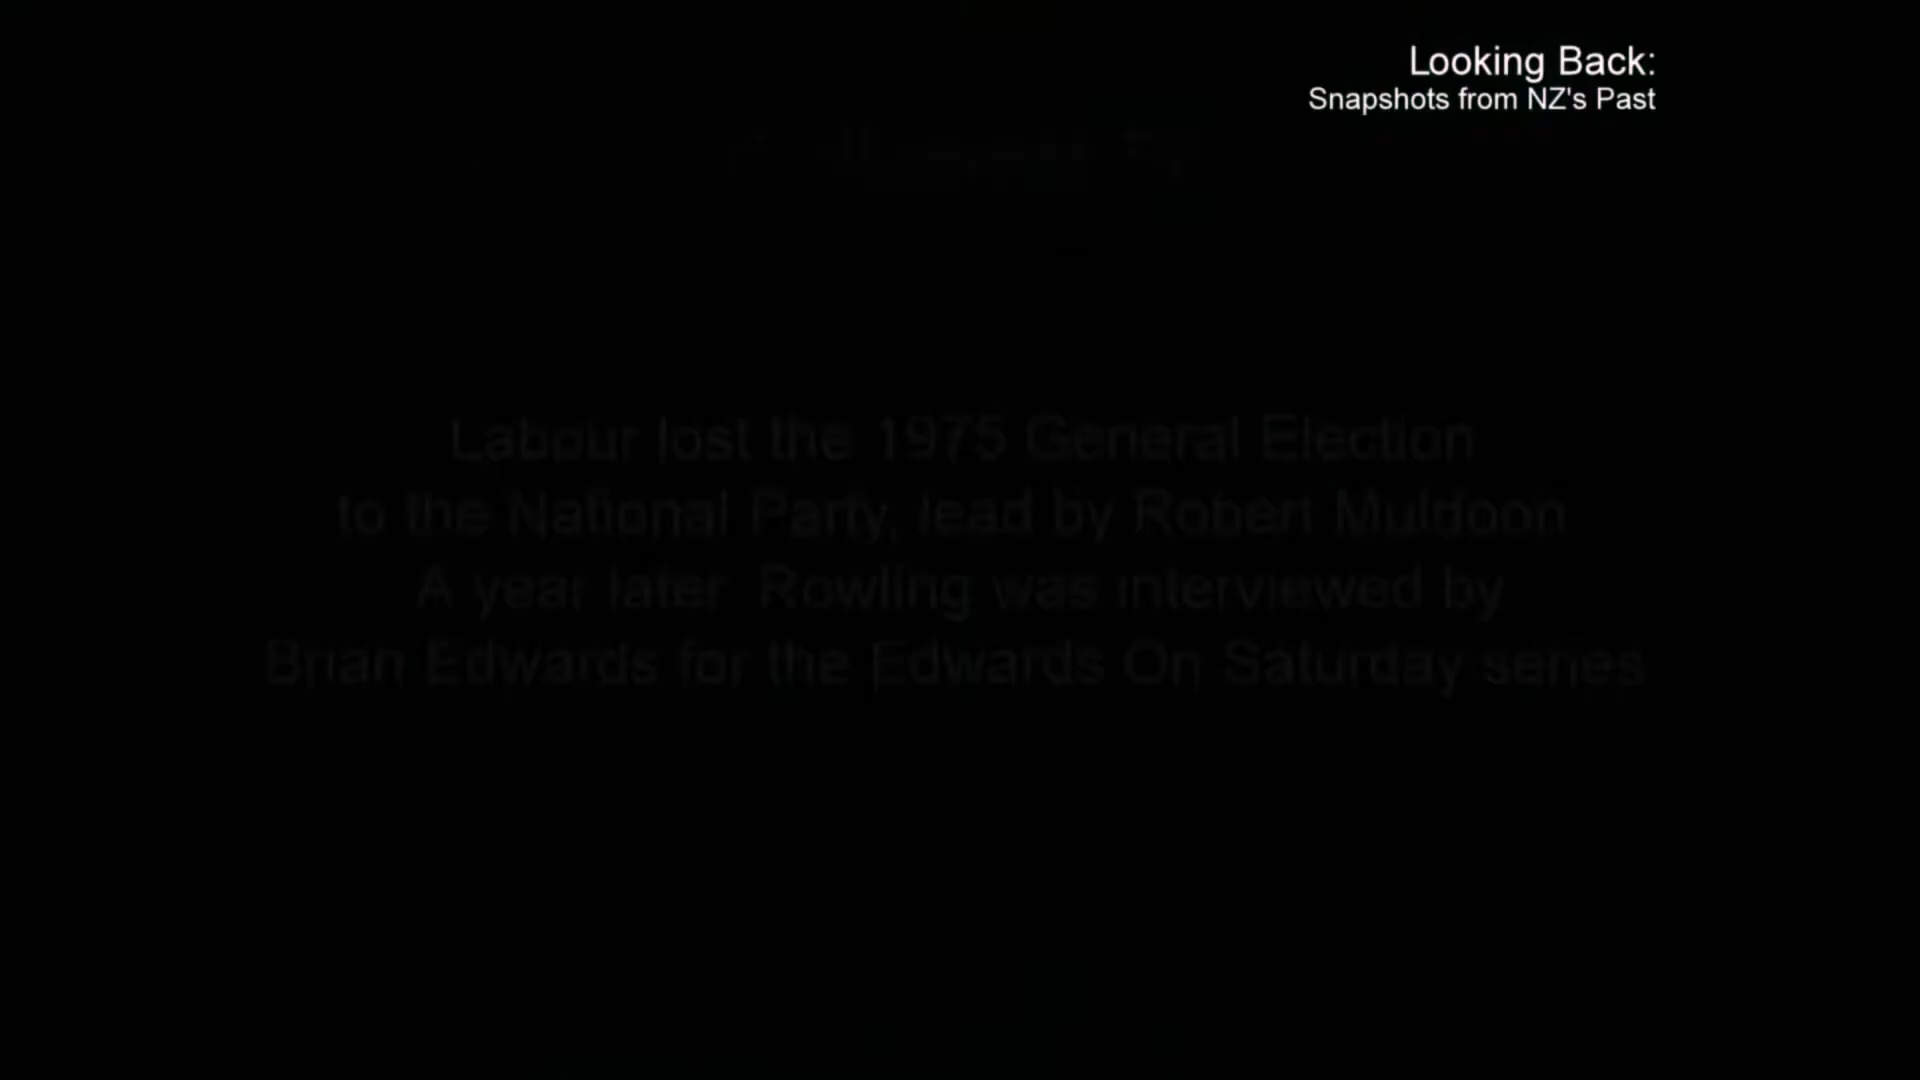 Looking Back:
Snapshots from NZ's Past
Labour lost the 1975 General Election
to the National Party, lead by Robert Muldoon
A year later, Rowling was interviewed by
Brian Edwards for the Edwards On Saturday series